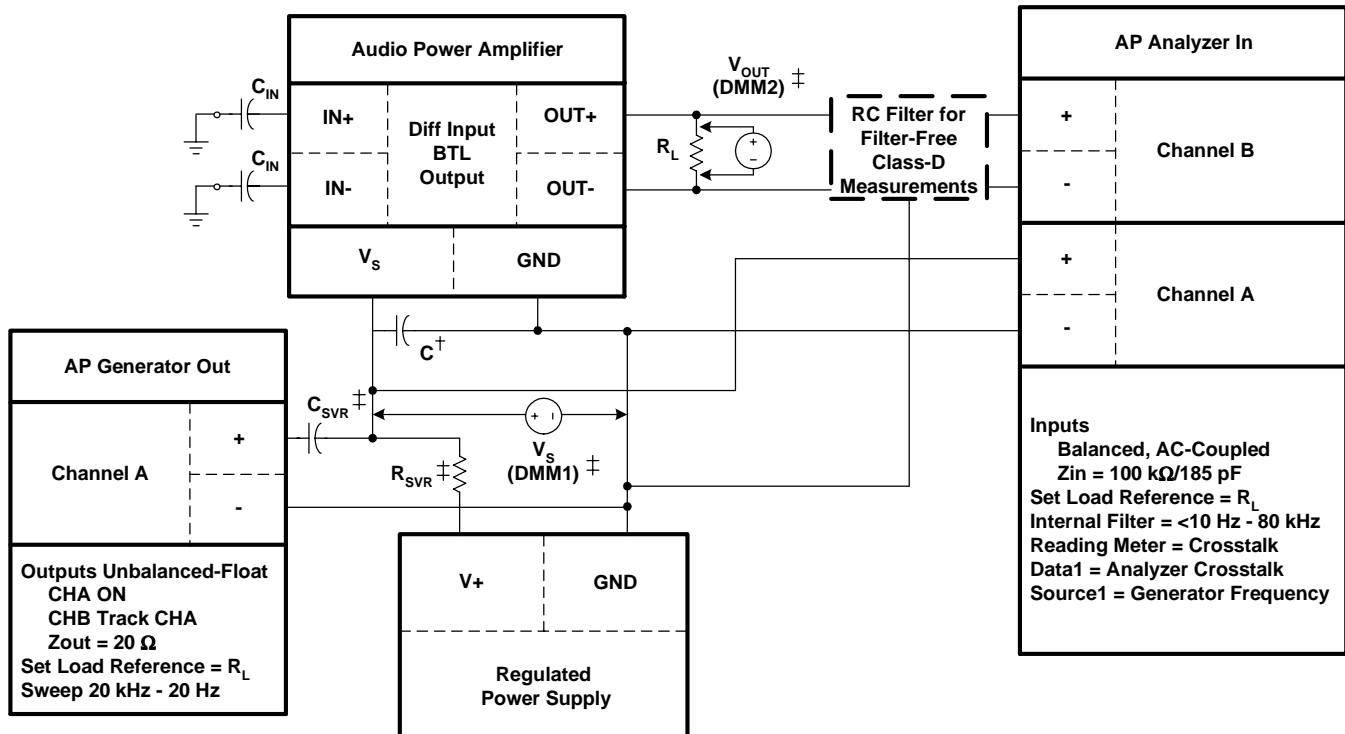 Audio Power Amplifier
C_IN
IN+
IN-
C_IN
Diff Input
BTL
Output
OUT+
OUT-
V_S
GND
V_OUT ‡
(DMM2)
R_L
+
-
RC Filter for
Filter-Free
Class-D
Measurements
AP Analyzer In
+
-
Channel B
+
-
Channel A
Inputs
Balanced, AC-Coupled
Zin = 100 kΩ/185 pF
Set Load Reference = R_L
Internal Filter = <10 Hz - 80 kHz
Reading Meter = Crosstalk
Data1 = Analyzer Crosstalk
Source1 = Generator Frequency
C†
AP Generator Out
Channel A
+
-
C_SVR ‡
R_SVR ‡
+ -
V_S ‡
(DMM1)
Outputs Unbalanced-Float
CHA ON
CHB Track CHA
Zout = 20 Ω
Set Load Reference = R_L
Sweep 20 kHz - 20 Hz
V+
GND
Regulated
Power Supply